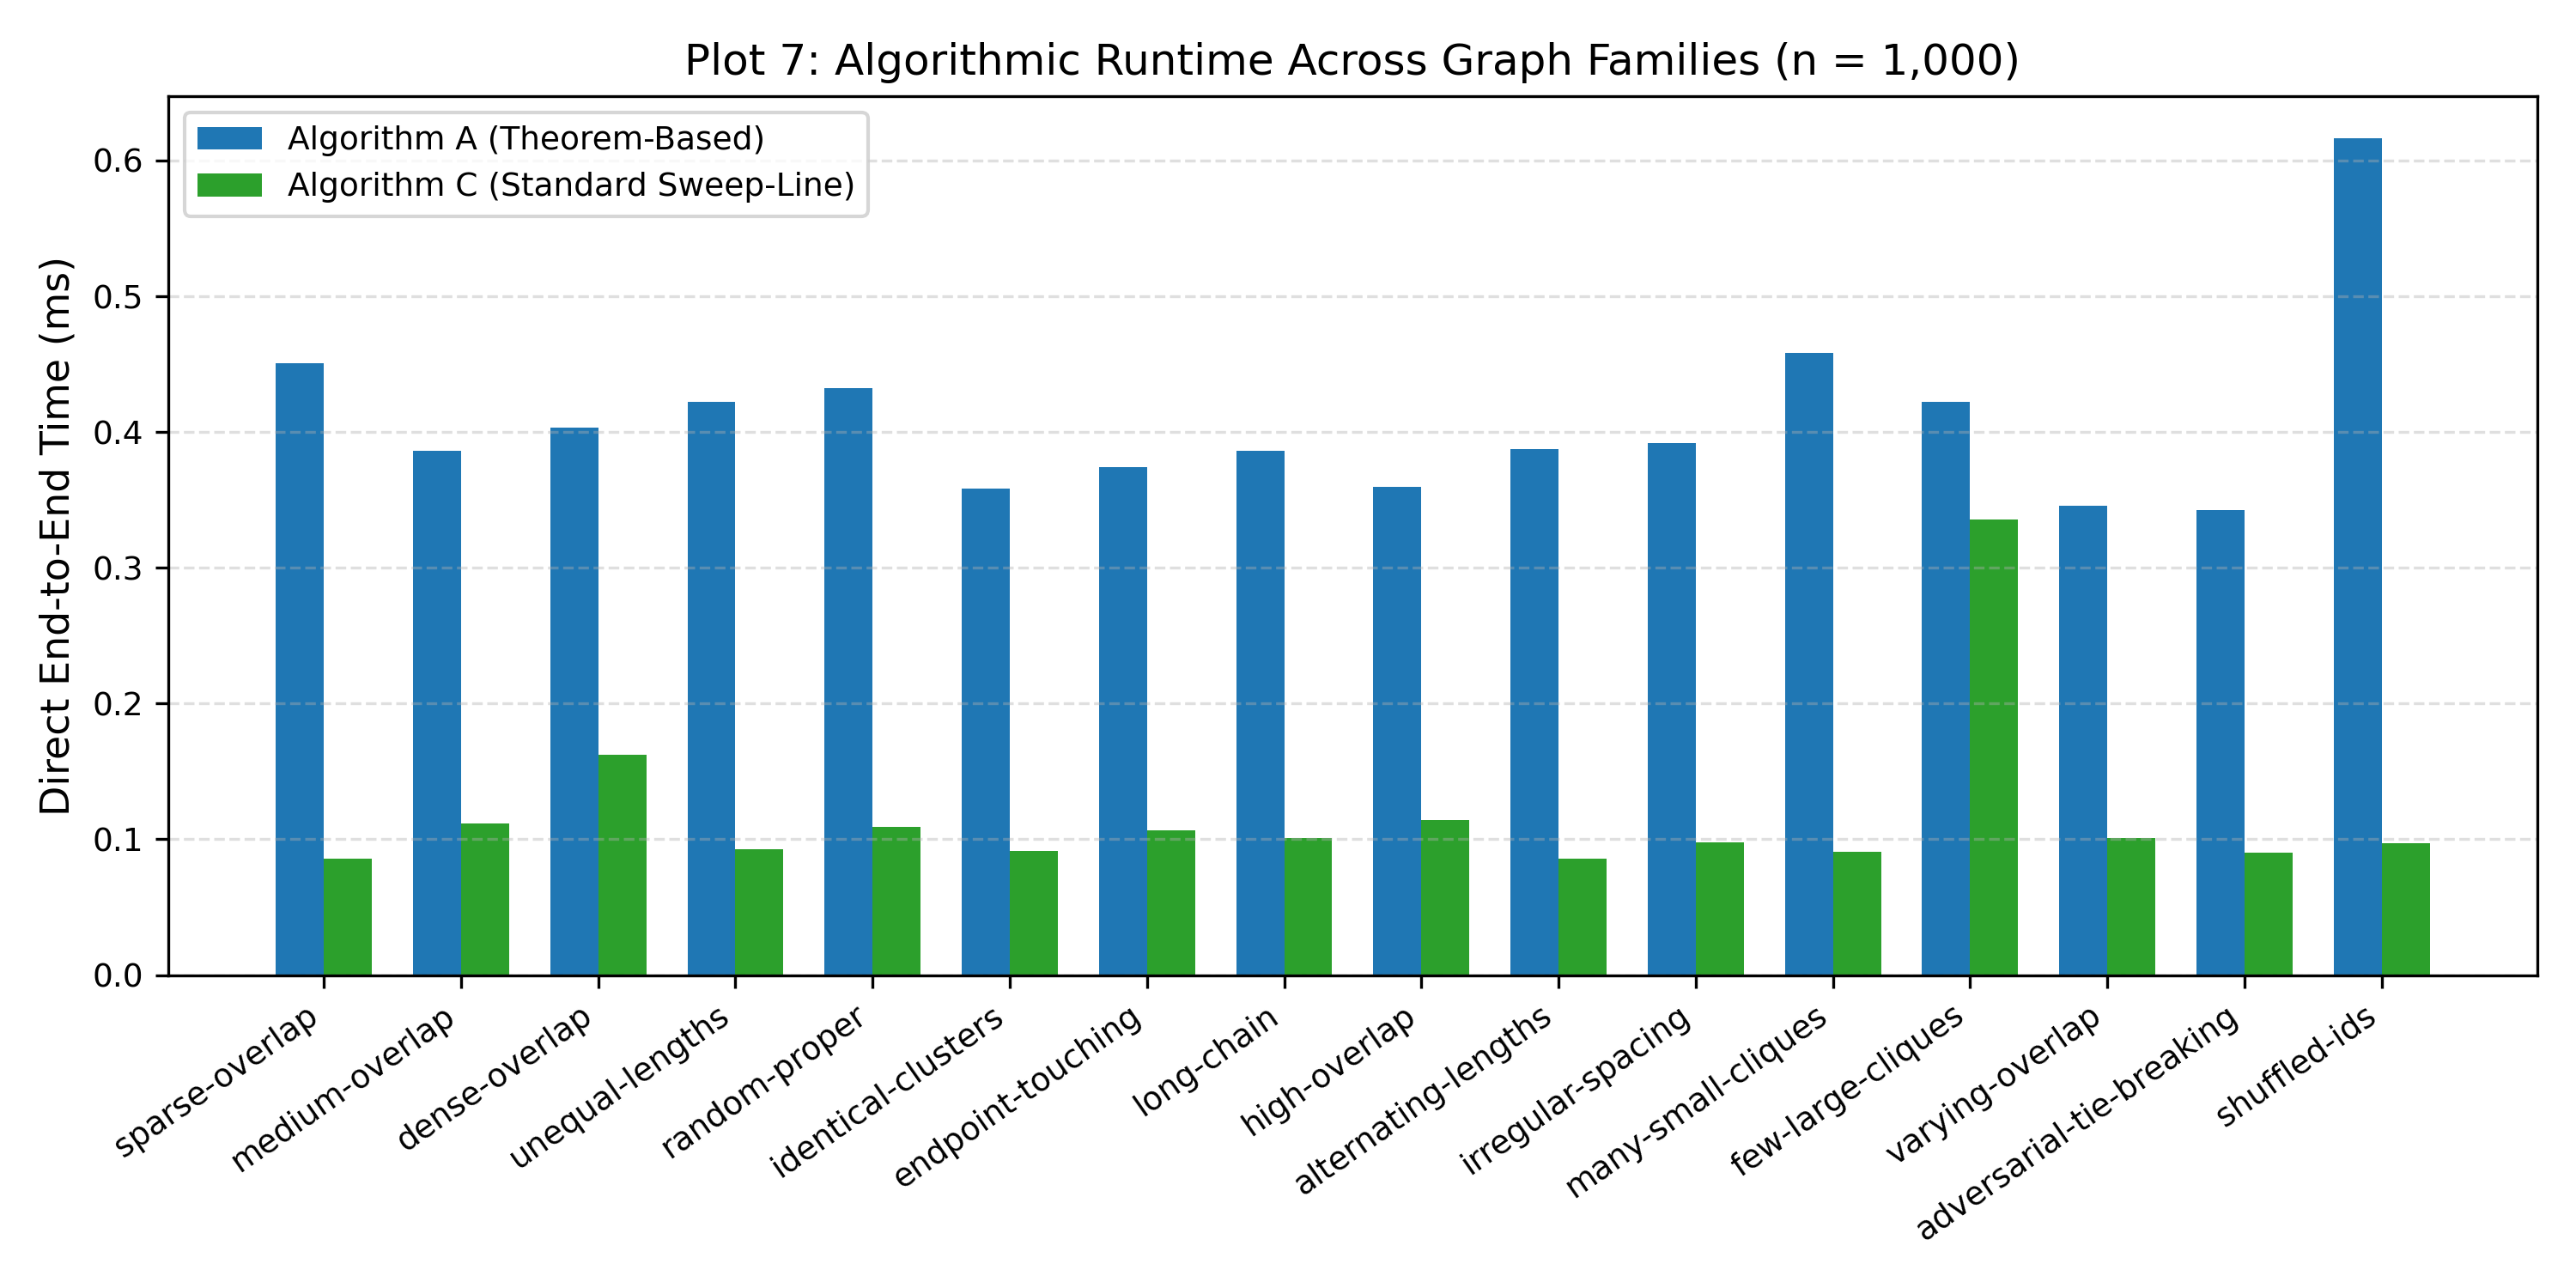 Plot 7: Algorithmic Runtime Across Graph Families (n = 1,000)
Algorithm A (Theorem-Based)
Algorithm C (Standard Sweep-Line)
Direct End-to-End Time (ms)
0.6
0.5
0.4
0.3
0.2
0.1
0.0
sparse-overlap
medium-overlap
dense-overlap
unequal-lengths
random-proper
identical-clusters
endpoint-touching
long-chain
high-overlap
alternating-lengths
irregular-spacing
many-small-cliques
few-large-cliques
varying-overlap
adversarial-tie-breaking
shuffled-ids